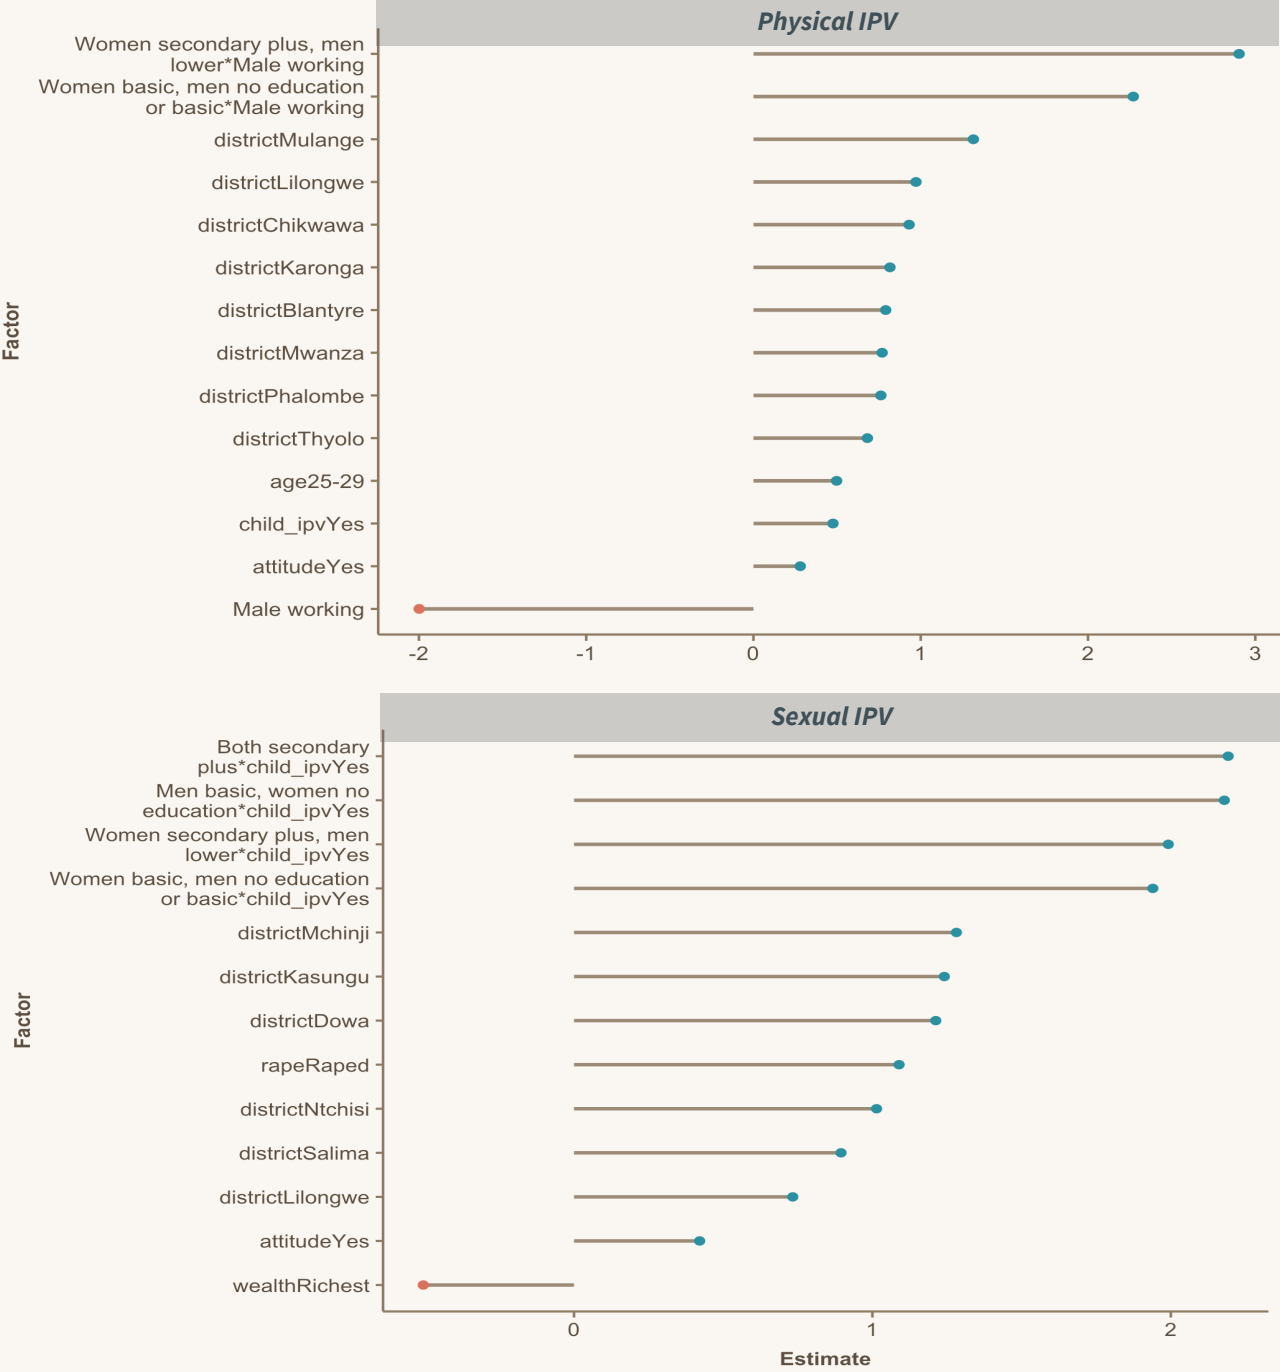 Physical IPV
Women secondary plus, men
lower*Male working
Women basic, men no education
or basic*Male working
districtMulange
districtLilongwe
districtChikwawa
districtKaronga
districtBlantyre
districtMwanza
districtPhalombe
districtThyolo
age25-29
child_ipvYes
attitudeYes
Male working
Factor
-2 -1 0 1 2 3
Sexual IPV
Both secondary
plus*child_ipvYes
Men basic, women no
education*child_ipvYes
Women secondary plus, men
lower*child_ipvYes
Women basic, men no education
or basic*child_ipvYes
districtMchinji
districtKasungu
districtDowa
rapeRaped
districtNtchisi
districtSalima
districtLilongwe
attitudeYes
wealthRichest
Factor
0 1 2
Estimate